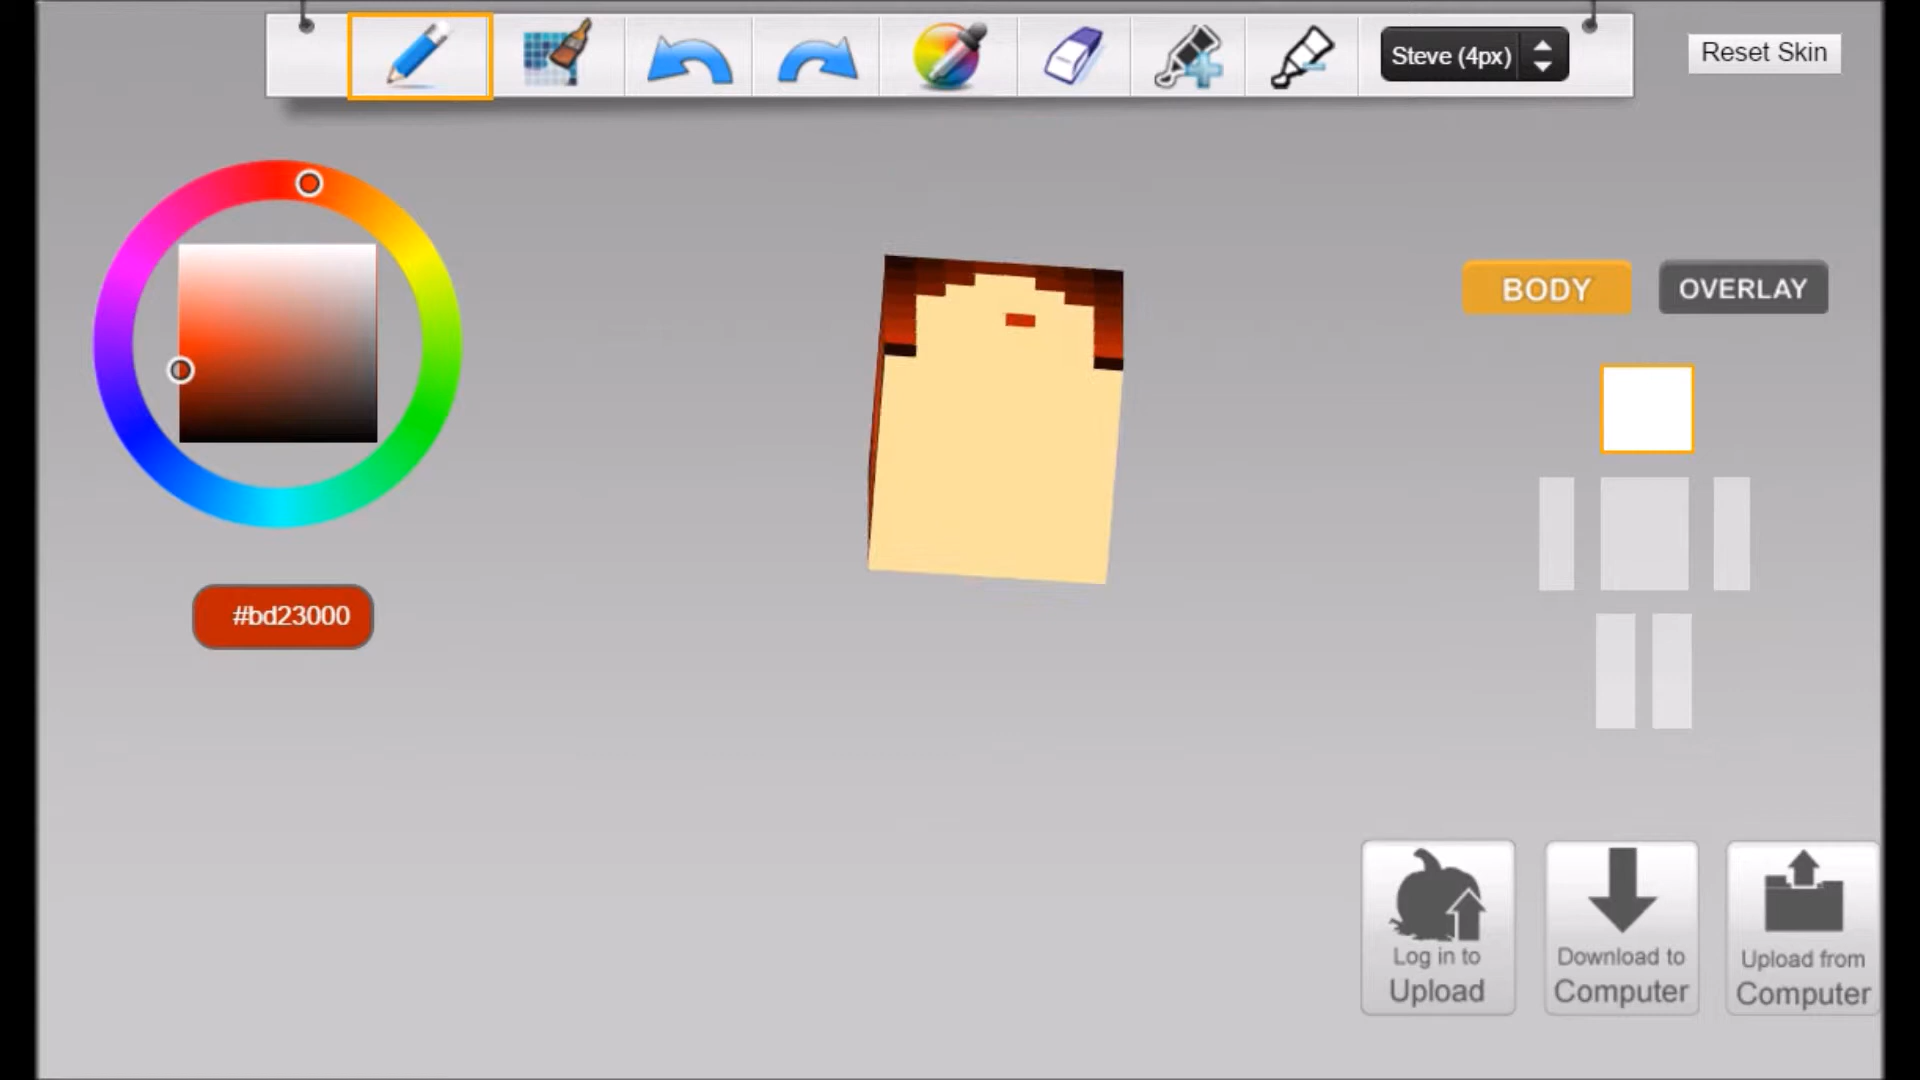 Steve (4px)
Reset Skin
BODY
OVERLAY
#bd23000
Log in to
Upload
Download to
Computer
Upload from
Computer